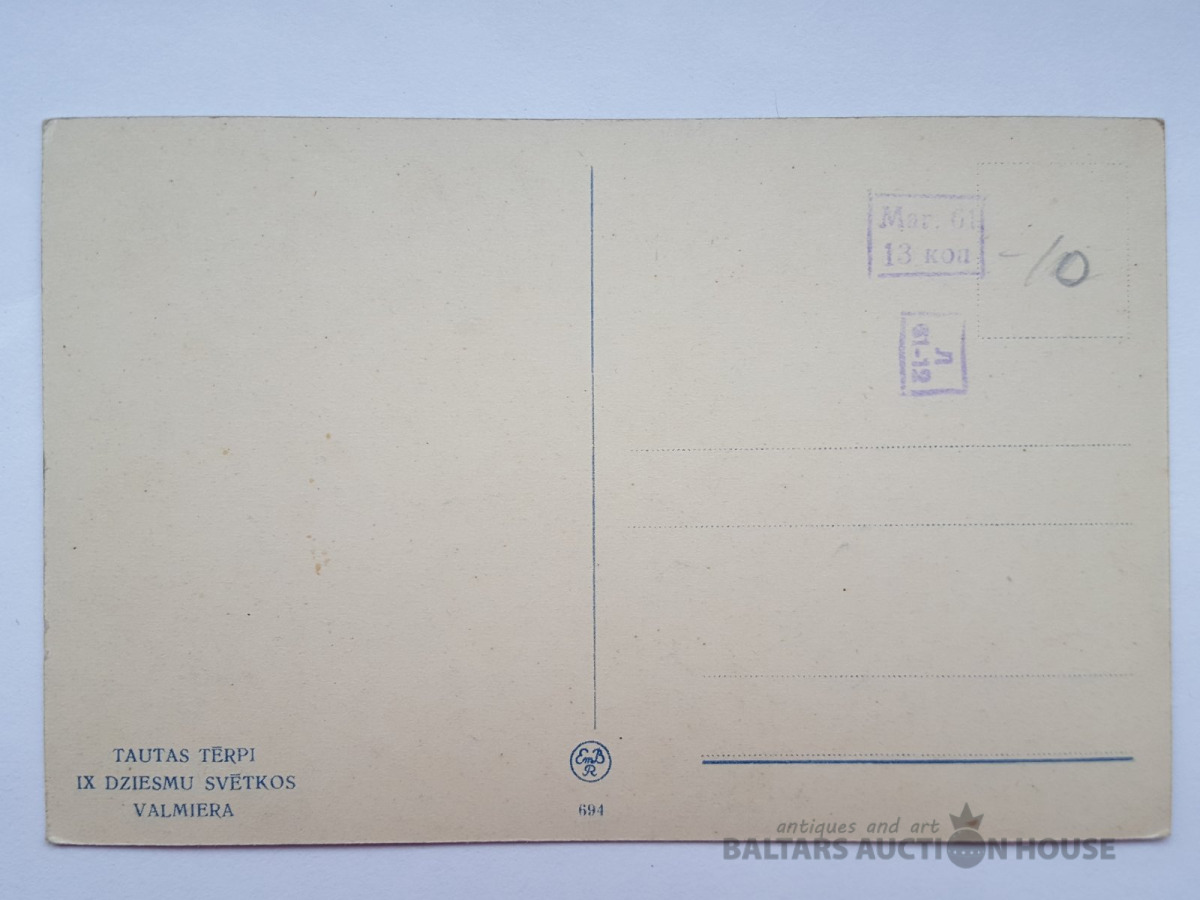 Маг. 61
13 коп
-10
Л
61-12
TAUTAS TĒRPI
IX DZIESMU SVĒTKOS
VALMIERA
EmB
R
694
antiques and art
BALTARS AUCTION HOUSE